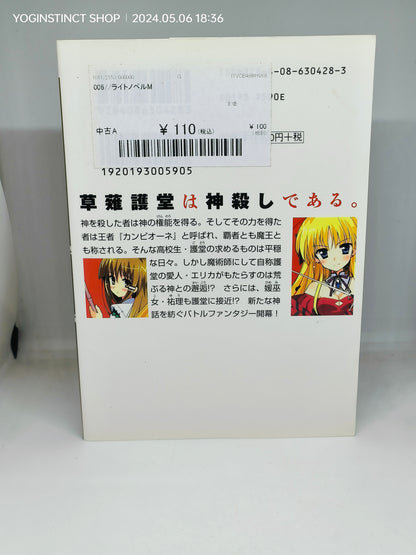 YOGINSTINCT SHOP | 2024.05.06 18:36
08-630428-3
006//ライトノベルM
90E
中古A
¥110(税込)
¥100
0円+税
1920193005905
草薙護堂は神殺しである。
神を殺した者は神の権能を得る。そしてその力を得た
者は王者『カンピオーネ』と呼ばれ、覇者とも魔王と
も称される。そんな高校生・護堂の求めるものは平穏
な日々。しかし魔術師にして自称護
堂の愛人・エリカがもたらすのは荒
ぶる神との邂逅!? さらには、媛巫
女・祐理も護堂に接近!? 新たな神
話を紡ぐバトルファンタジー開幕!